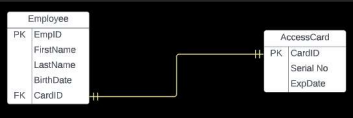 Employee
PK EmpID
FirstName
LastName
BirthDate
FK CardID
AccessCard
PK CardID
Serial No
ExpDate